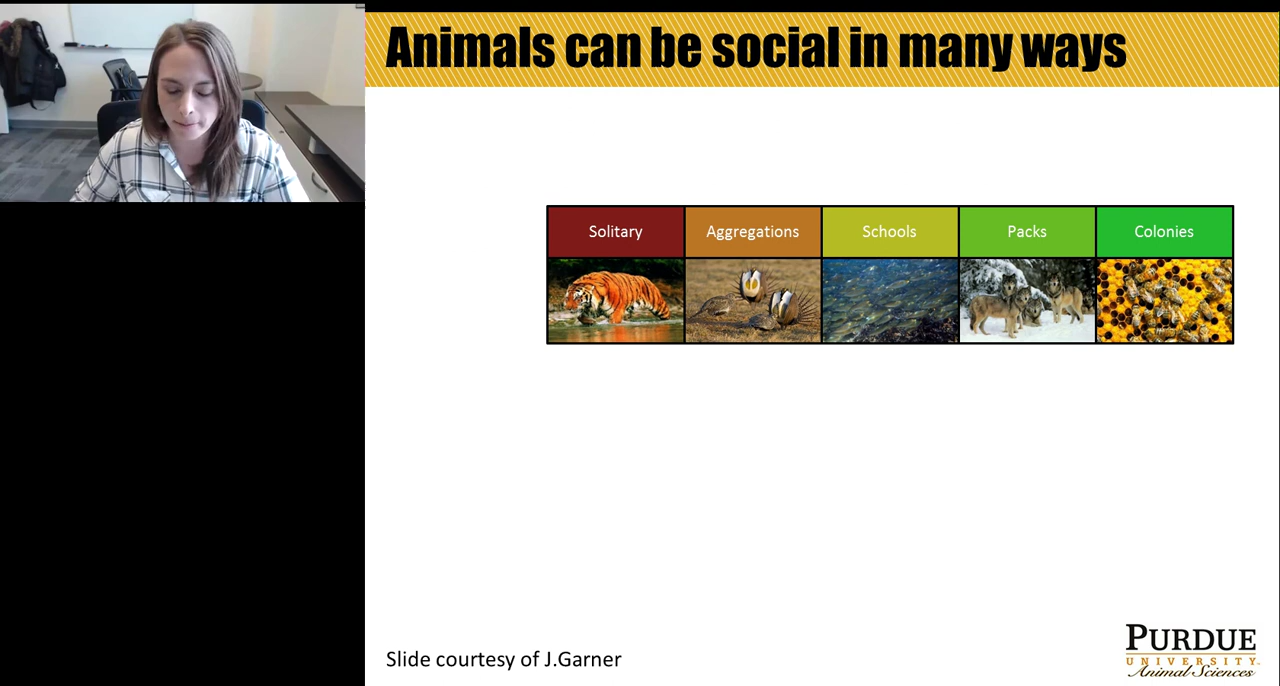 Animals can be social in many ways
Solitary Aggregations Schools Packs Colonies
Slide courtesy of J.Garner
PURDUE
UNIVERSITY
Animal Sciences